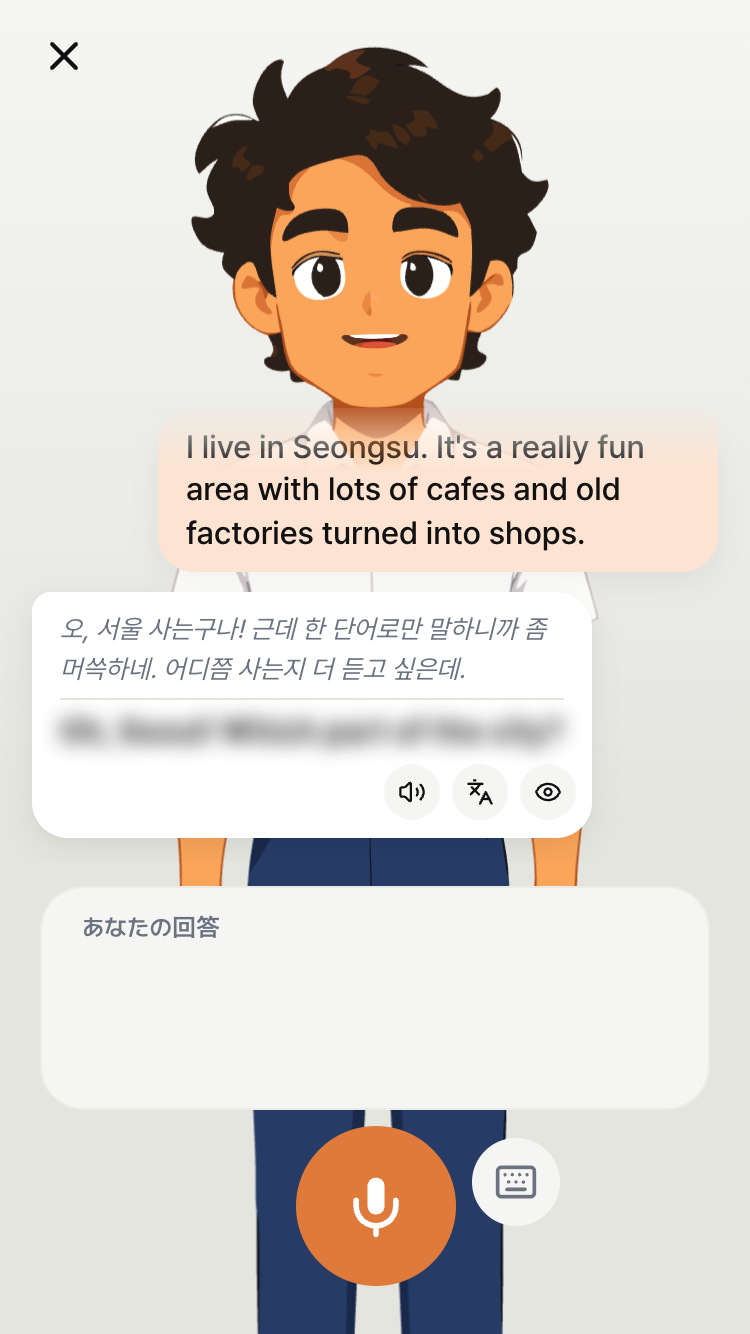 I live in Seongsu. It's a really fun
area with lots of cafes and old
factories turned into shops.
오, 서울 사는구나! 근데 한 단어로만 말하니까 좀
머쓱하네. 어디쯤 사는지 더 듣고 싶은데.
あなたの回答